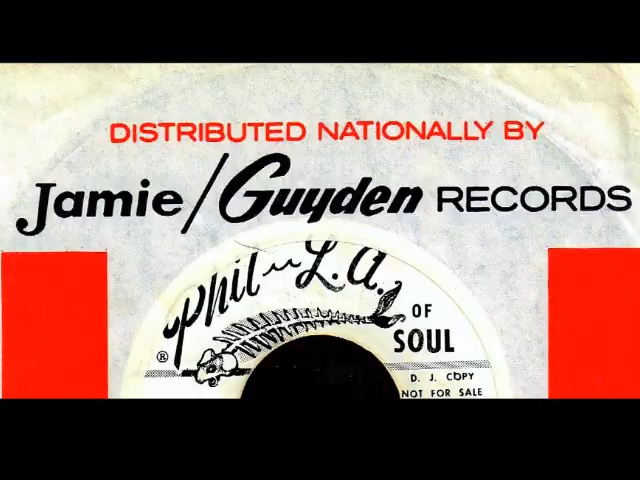 DISTRIBUTED NATIONALLY BY
Jamie/Guyden RECORDS
Phil-L.A.
OF
SOUL
®
D. J. COPY
NOT FOR SALE